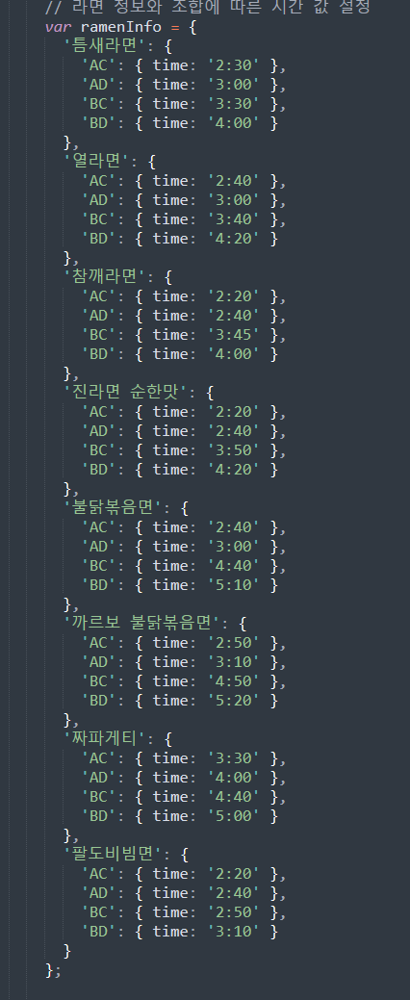 // 라면 정보와 조합에 따른 시간 값 설정
var ramenInfo = {
'틈새라면': {
'AC': { time: '2:30' },
'AD': { time: '3:00' },
'BC': { time: '3:30' },
'BD': { time: '4:00' }
},
'열라면': {
'AC': { time: '2:40' },
'AD': { time: '3:00' },
'BC': { time: '3:40' },
'BD': { time: '4:20' }
},
'참깨라면': {
'AC': { time: '2:20' },
'AD': { time: '2:40' },
'BC': { time: '3:45' },
'BD': { time: '4:00' }
},
'진라면 순한맛': {
'AC': { time: '2:20' },
'AD': { time: '2:40' },
'BC': { time: '3:50' },
'BD': { time: '4:20' }
},
'불닭볶음면': {
'AC': { time: '2:40' },
'AD': { time: '3:00' },
'BC': { time: '4:40' },
'BD': { time: '5:10' }
},
'까르보 불닭볶음면': {
'AC': { time: '2:50' },
'AD': { time: '3:10' },
'BC': { time: '4:50' },
'BD': { time: '5:20' }
},
'짜파게티': {
'AC': { time: '3:30' },
'AD': { time: '4:00' },
'BC': { time: '4:40' },
'BD': { time: '5:00' }
},
'팔도비빔면': {
'AC': { time: '2:20' },
'AD': { time: '2:40' },
'BC': { time: '2:50' },
'BD': { time: '3:10' }
}
};